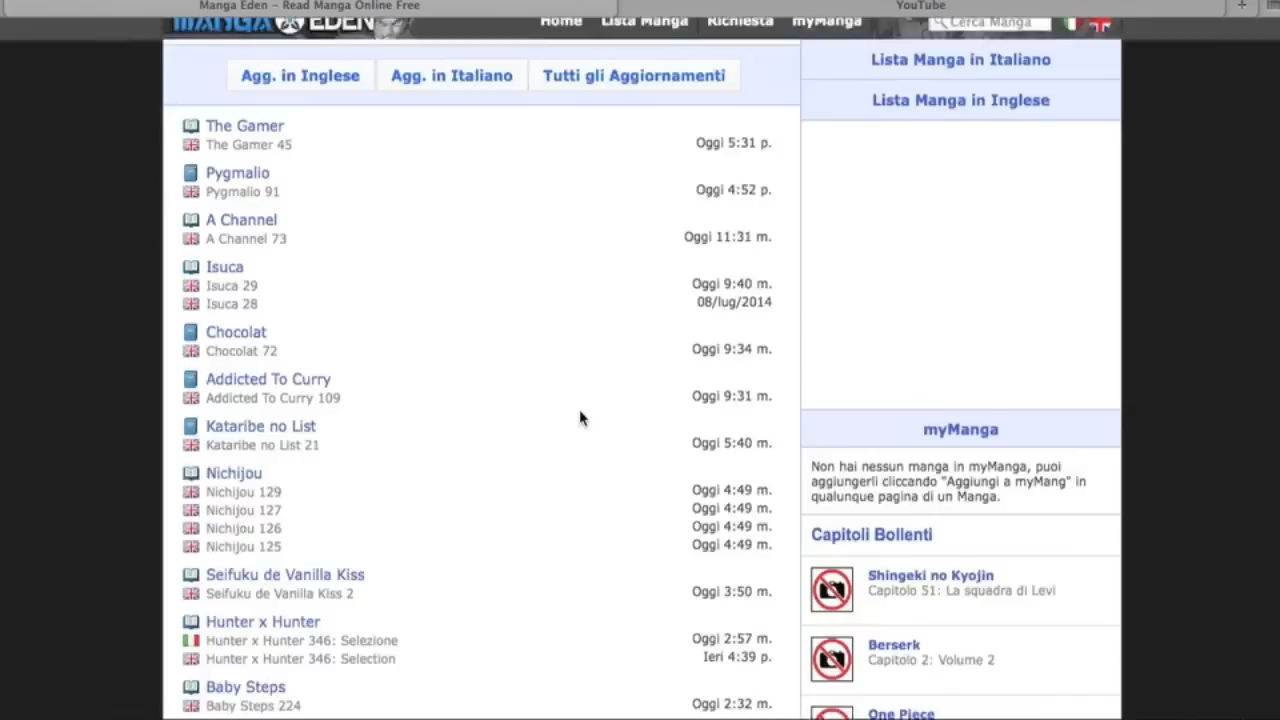 Manga Eden – Read Manga Online Free
YouTube
MANGA EDEN
Home
Lista Manga
Richiesta
myManga
Cerca Manga
Agg. in Inglese
Agg. in Italiano
Tutti gli Aggiornamenti
Lista Manga in Italiano
Lista Manga in Inglese
The Gamer
The Gamer 45
Oggi 5:31 p.
Pygmalio
Pygmalio 91
Oggi 4:52 p.
A Channel
A Channel 73
Oggi 11:31 m.
Isuca
Isuca 29
Oggi 9:40 m.
Isuca 28
08/lug/2014
Chocolat
Chocolat 72
Oggi 9:34 m.
Addicted To Curry
Addicted To Curry 109
Oggi 9:31 m.
Kataribe no List
Kataribe no List 21
Oggi 5:40 m.
Nichijou
Nichijou 129
Oggi 4:49 m.
Nichijou 127
Oggi 4:49 m.
Nichijou 126
Oggi 4:49 m.
Nichijou 125
Oggi 4:49 m.
Seifuku de Vanilla Kiss
Seifuku de Vanilla Kiss 2
Oggi 3:50 m.
Hunter x Hunter
Hunter x Hunter 346: Selezione
Oggi 2:57 m.
Hunter x Hunter 346: Selection
Ieri 4:39 p.
Baby Steps
Baby Steps 224
Oggi 2:32 m.
myManga
Non hai nessun manga in myManga, puoi
aggiungerli cliccando "Aggiungi a myMang" in
qualunque pagina di un Manga.
Capitoli Bollenti
Shingeki no Kyojin
Capitolo 51: La squadra di Levi
Berserk
Capitolo 2: Volume 2
One Piece